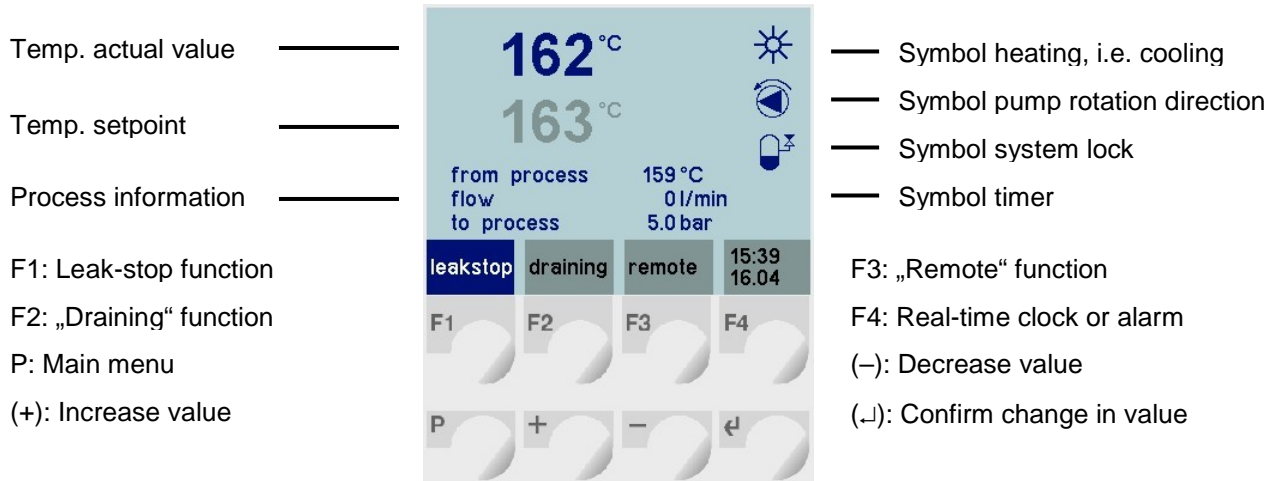 Temp. actual value
Temp. setpoint
Process information
F1: Leak-stop function
F2: „Draining“ function
P: Main menu
(+): Increase value
162 °C
163 °C
from process 159 °C
flow 0 l/min
to process 5.0 bar
leakstop draining remote 15:39
16.04
F1 F2 F3 F4
P + − ↵
Symbol heating, i.e. cooling
Symbol pump rotation direction
Symbol system lock
Symbol timer
F3: „Remote“ function
F4: Real-time clock or alarm
(–): Decrease value
(↵): Confirm change in value